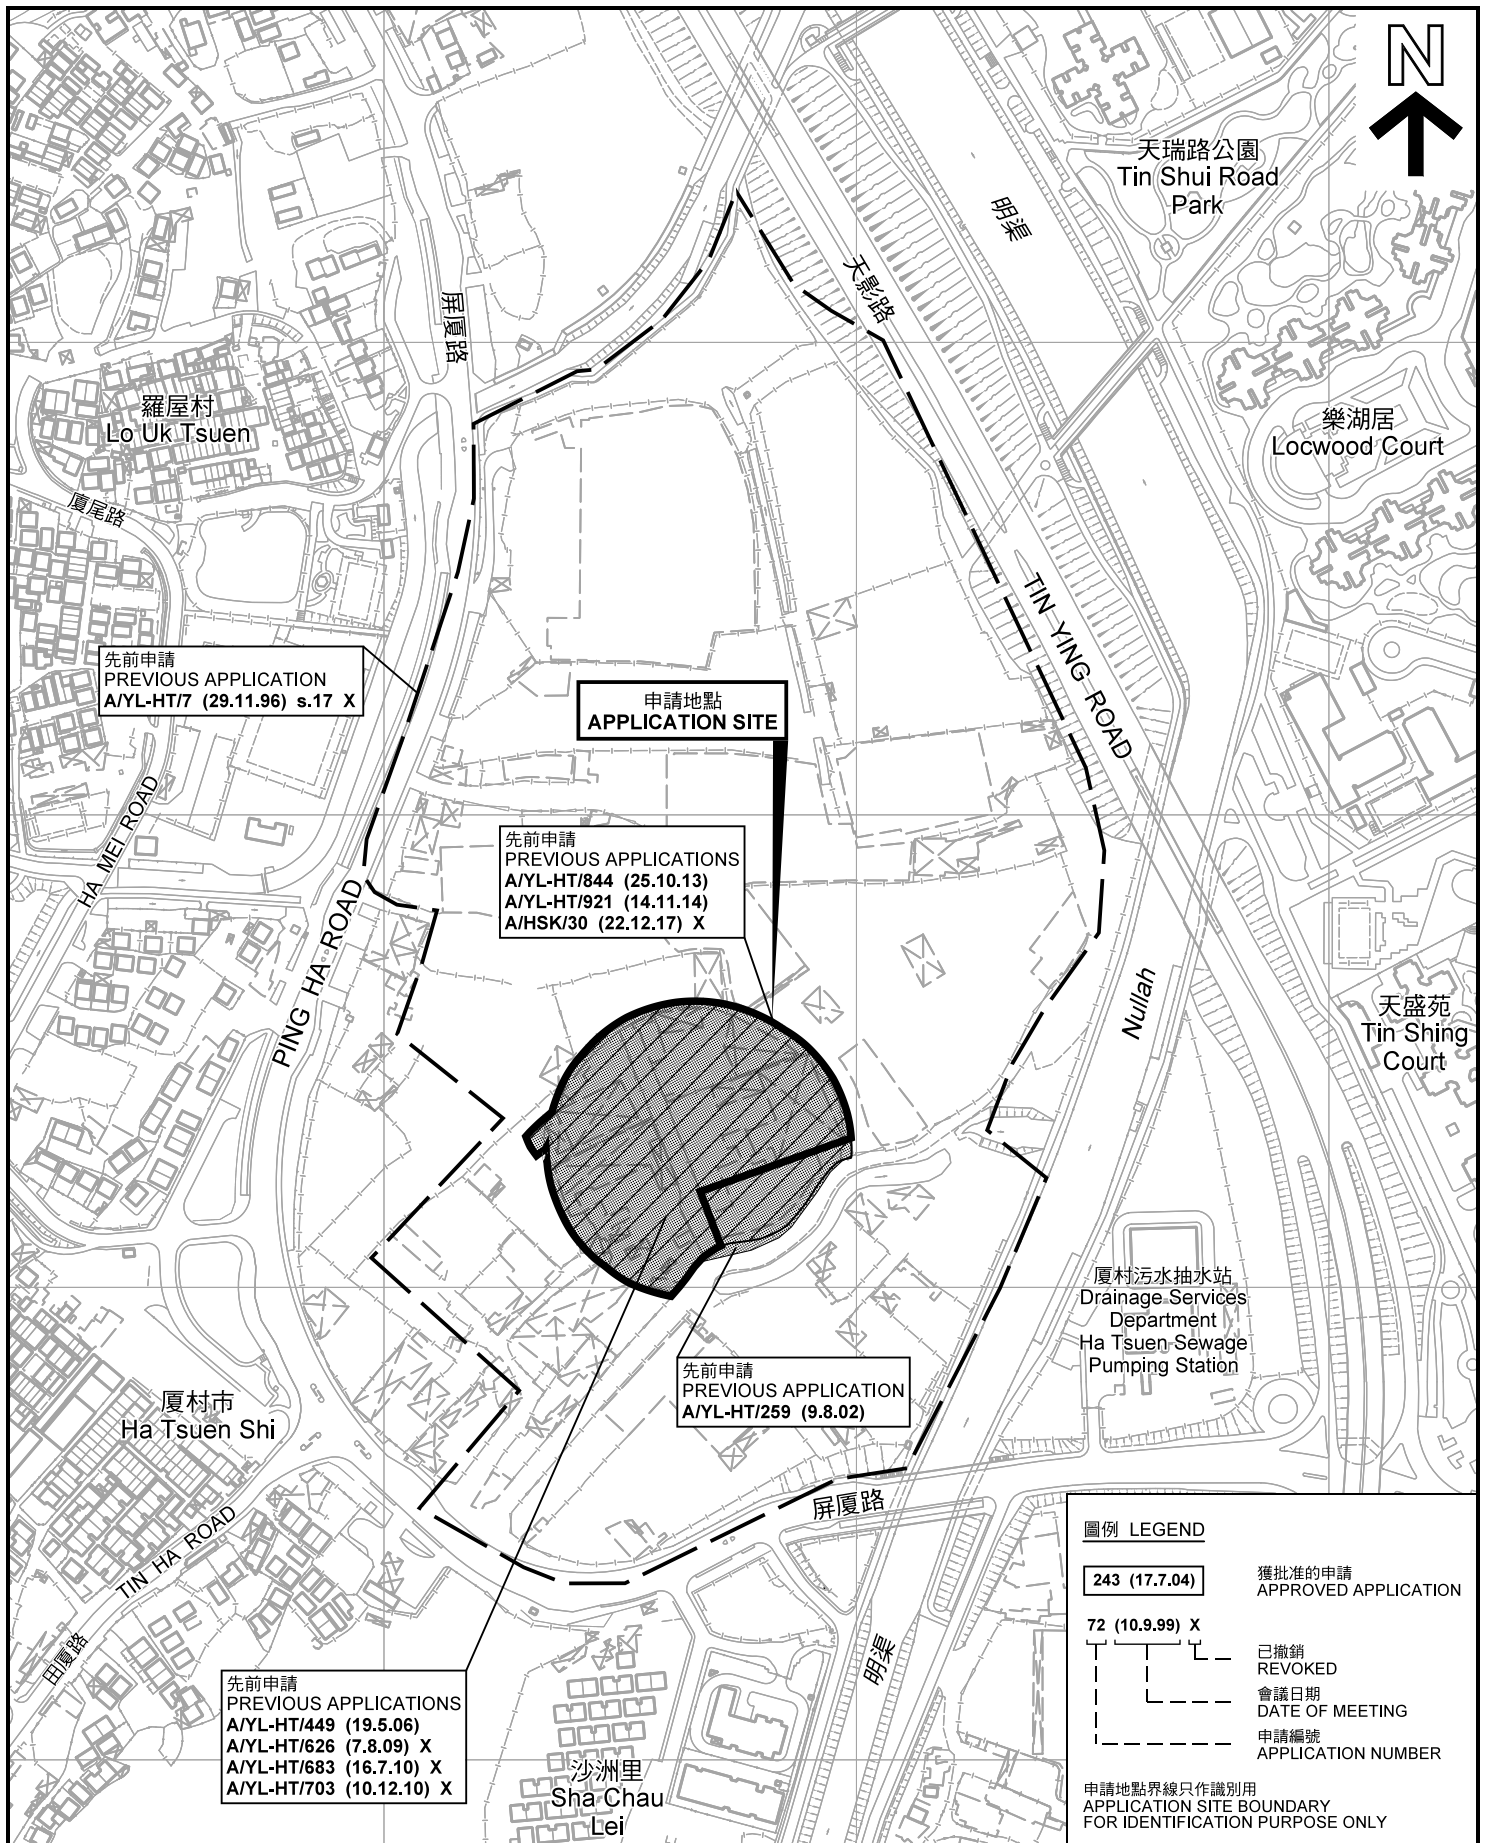 N
天瑞路公園
Tin Shui Road
Park
明渠
天影路
屏厦路
羅屋村
Lo Uk Tsuen
樂湖居
Locwood Court
厦尾路
TIN YING ROAD
先前申請
PREVIOUS APPLICATION
A/YL-HT/7 (29.11.96) s.17 X
申請地點
APPLICATION SITE
HA MEI ROAD
先前申請
PREVIOUS APPLICATIONS
A/YL-HT/844 (25.10.13)
A/YL-HT/921 (14.11.14)
A/HSK/30 (22.12.17) X
PING HA ROAD
Nullah
天盛苑
Tin Shing
Court
厦村污水抽水站
Drainage Services
Department
Ha Tsuen Sewage
Pumping Station
先前申請
PREVIOUS APPLICATION
A/YL-HT/259 (9.8.02)
厦村市
Ha Tsuen Shi
屏厦路
TIN HA ROAD
田厦路
明渠
先前申請
PREVIOUS APPLICATIONS
A/YL-HT/449 (19.5.06)
A/YL-HT/626 (7.8.09) X
A/YL-HT/683 (16.7.10) X
A/YL-HT/703 (10.12.10) X
沙洲里
Sha Chau
Lei
圖例 LEGEND
243 (17.7.04)
獲批准的申請
APPROVED APPLICATION
72 (10.9.99) X
已撤銷
REVOKED
會議日期
DATE OF MEETING
申請編號
APPLICATION NUMBER
申請地點界線只作識別用
APPLICATION SITE BOUNDARY
FOR IDENTIFICATION PURPOSE ONLY